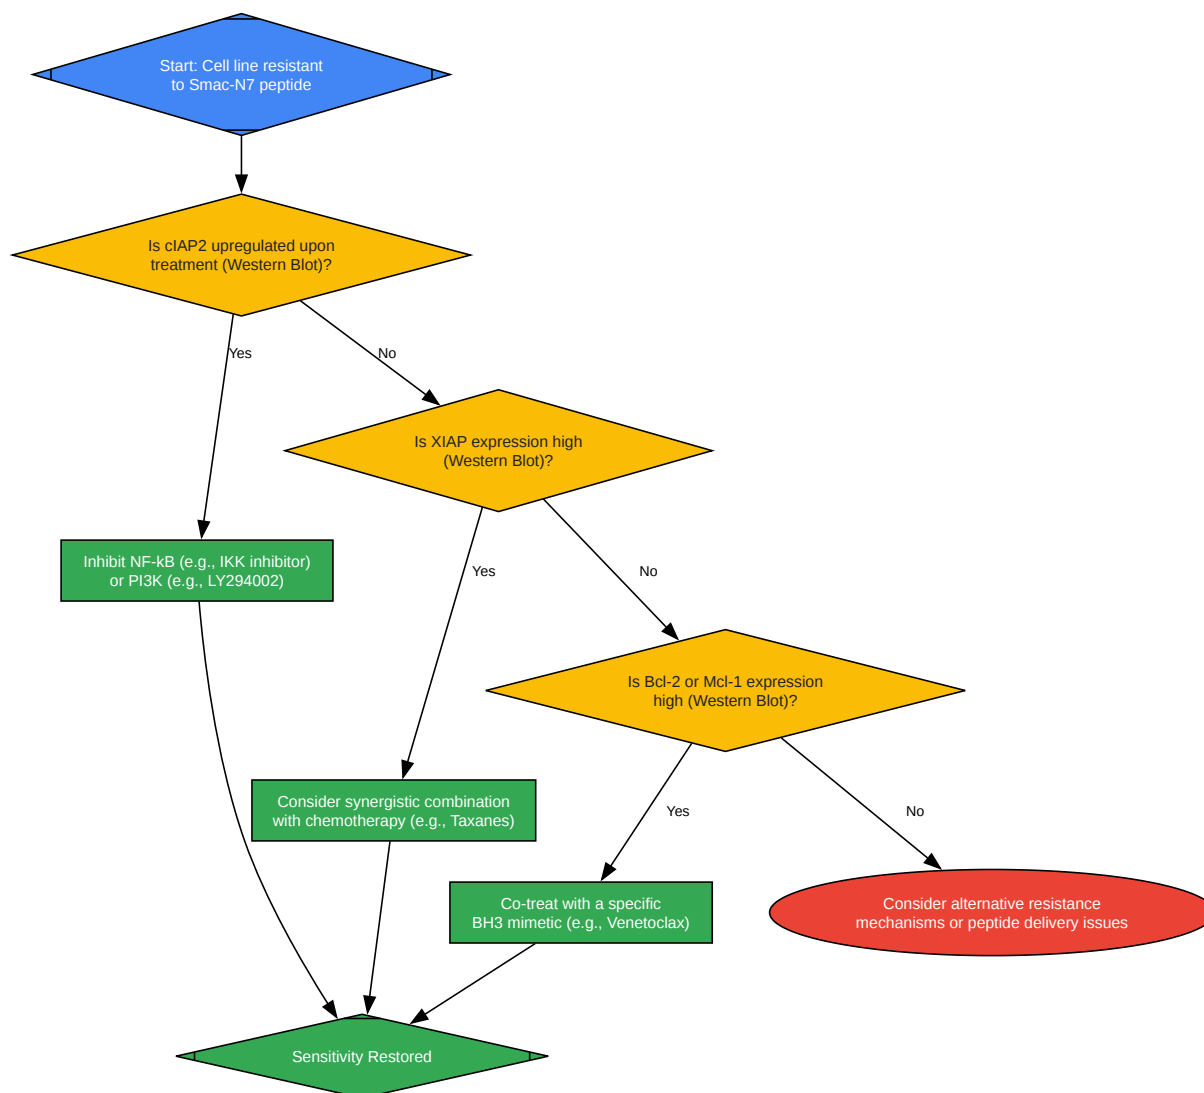 Start: Cell line resistant
to Smac-N7 peptide
Is cIAP2 upregulated upon
treatment (Western Blot)?
Yes
No
Is XIAP expression high
(Western Blot)?
Inhibit NF-kB (e.g., IKK inhibitor)
or PI3K (e.g., LY294002)
Yes
No
Is Bcl-2 or Mcl-1 expression
high (Western Blot)?
Consider synergistic combination
with chemotherapy (e.g., Taxanes)
Yes
No
Co-treat with a specific
BH3 mimetic (e.g., Venetoclax)
Consider alternative resistance
mechanisms or peptide delivery issues
Sensitivity Restored